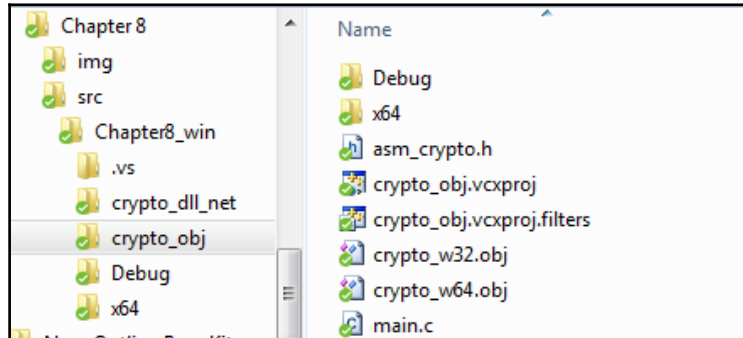 Chapter 8
img
src
Chapter8_win
.vs
crypto_dll_net
crypto_obj
Debug
x64
Name
Debug
x64
asm_crypto.h
crypto_obj.vcxproj
crypto_obj.vcxproj.filters
crypto_w32.obj
crypto_w64.obj
main.c